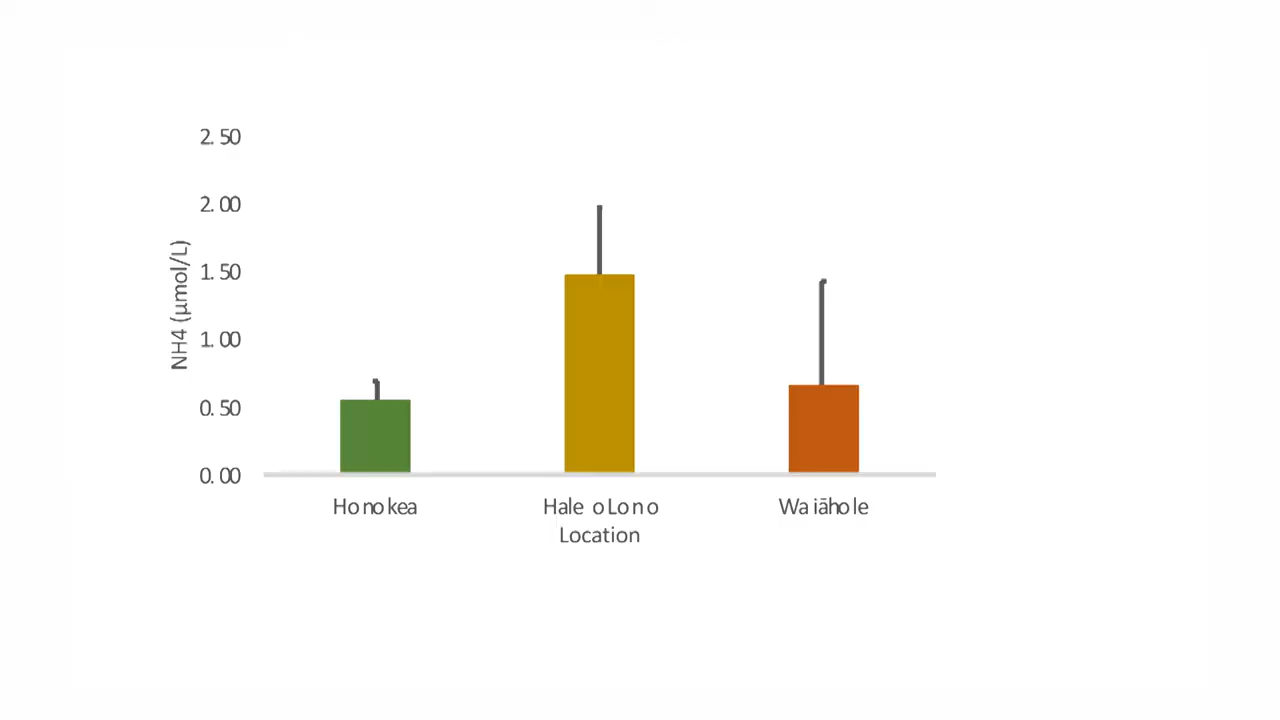 2.50
2.00
1.50
1.00
0.50
0.00
NH4 (µmol/L)
Honokea
Hale o Lono
Waiāhole
Location